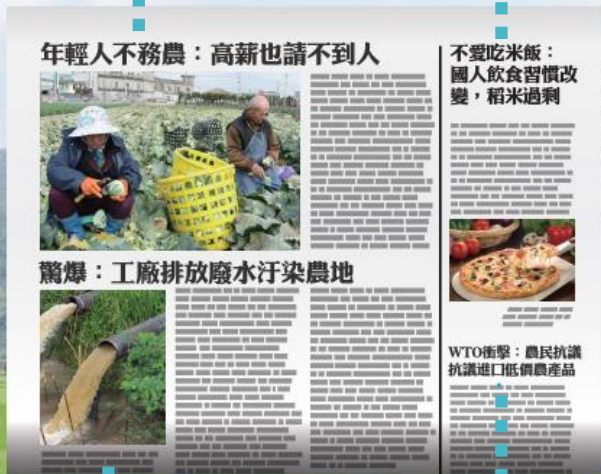 年輕人不務農：高薪也請不到人
驚爆：工廠排放廢水汙染農地
不愛吃米飯：
國人飲食習慣改
變，稻米過剩
WTO衝擊：農民抗議
抗議進口低價農產品